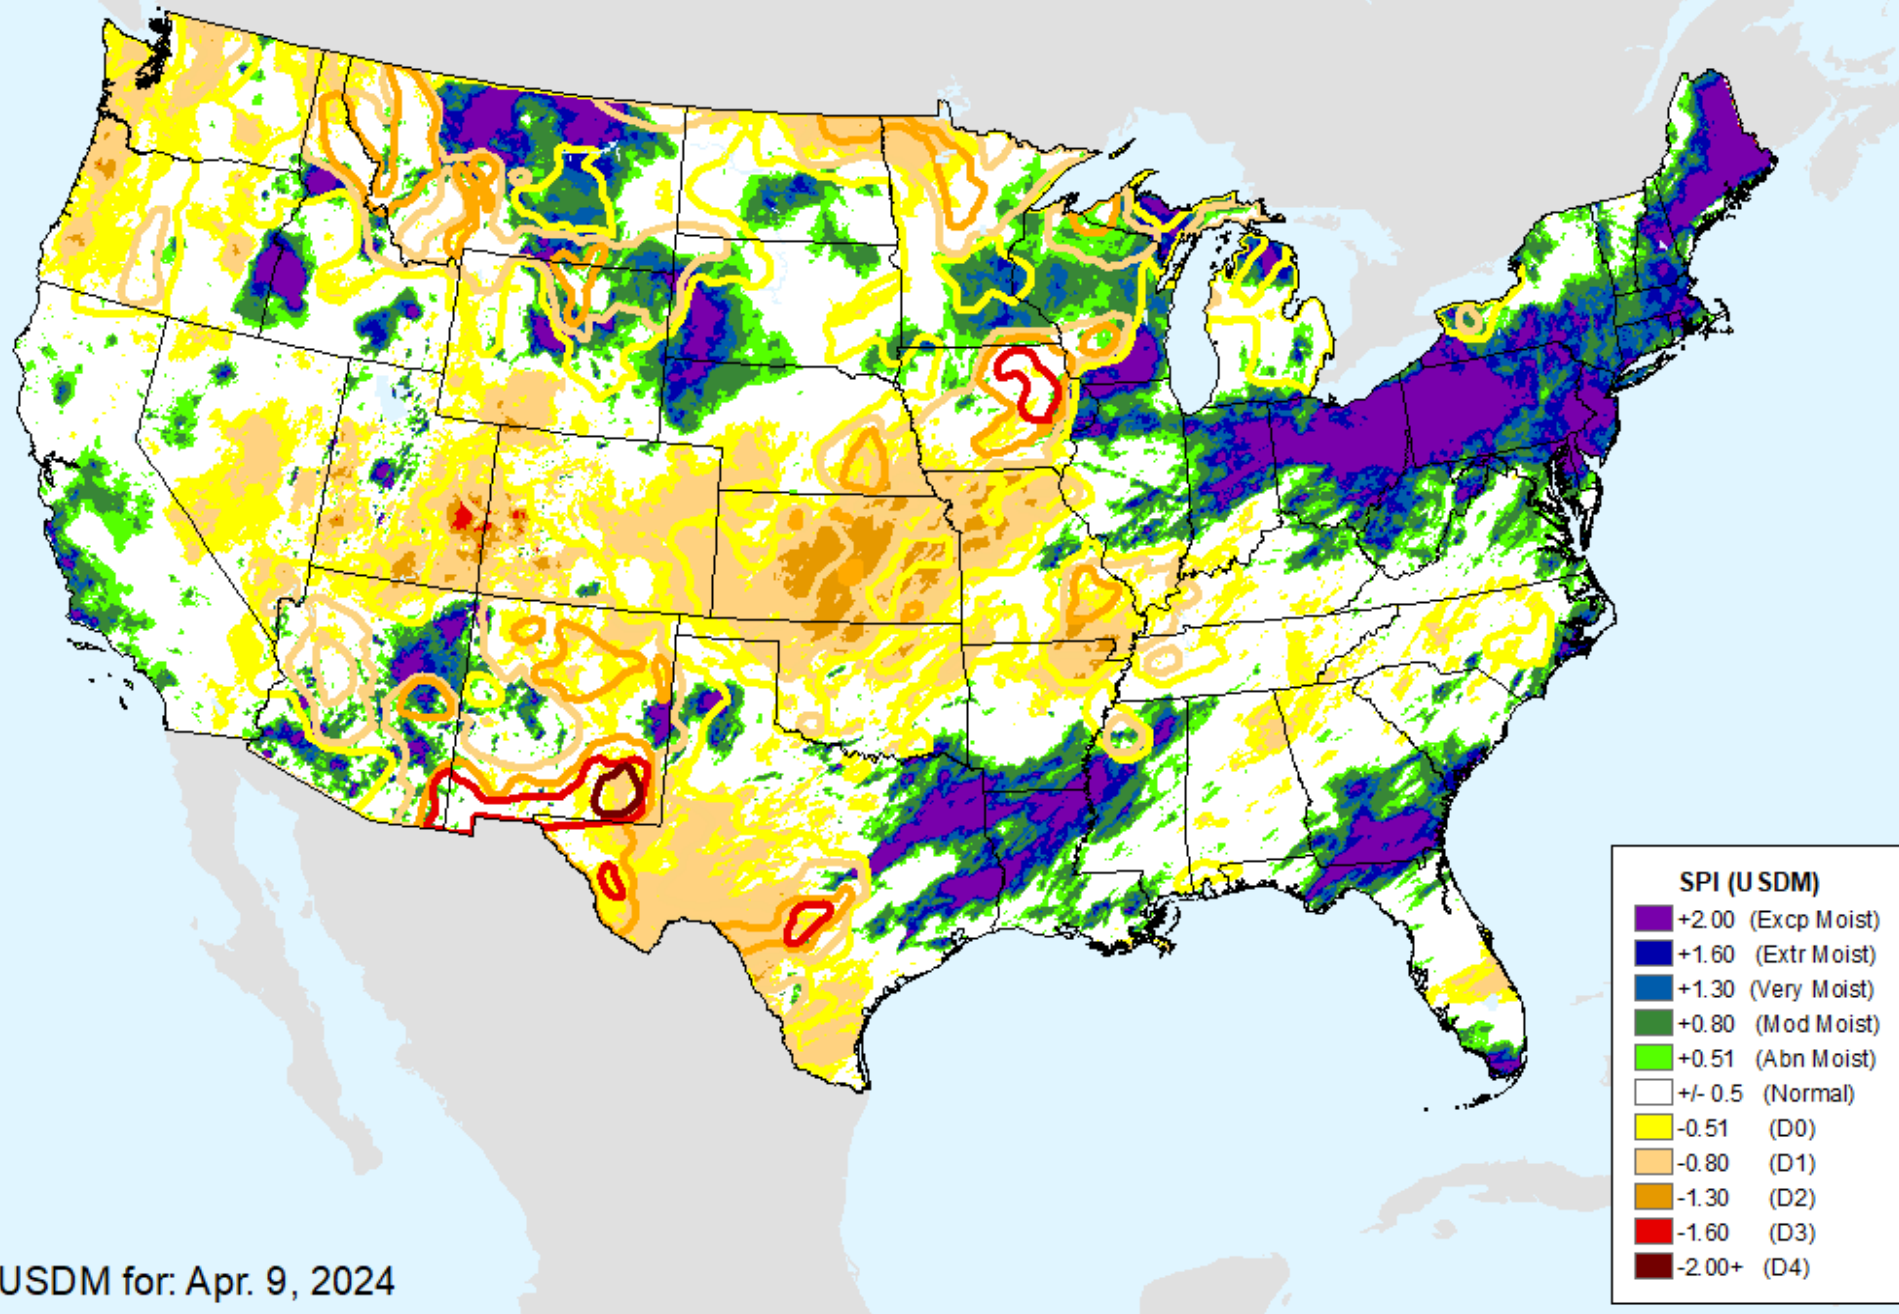 SPI (USDM)
+2.00 (Excp Moist)
+1.60 (Extr Moist)
+1.30 (Very Moist)
+0.80 (Mod Moist)
+0.51 (Abn Moist)
+/- 0.5 (Normal)
-0.51 (D0)
-0.80 (D1)
-1.30 (D2)
-1.60 (D3)
-2.00+ (D4)
USDM for: Apr. 9, 2024